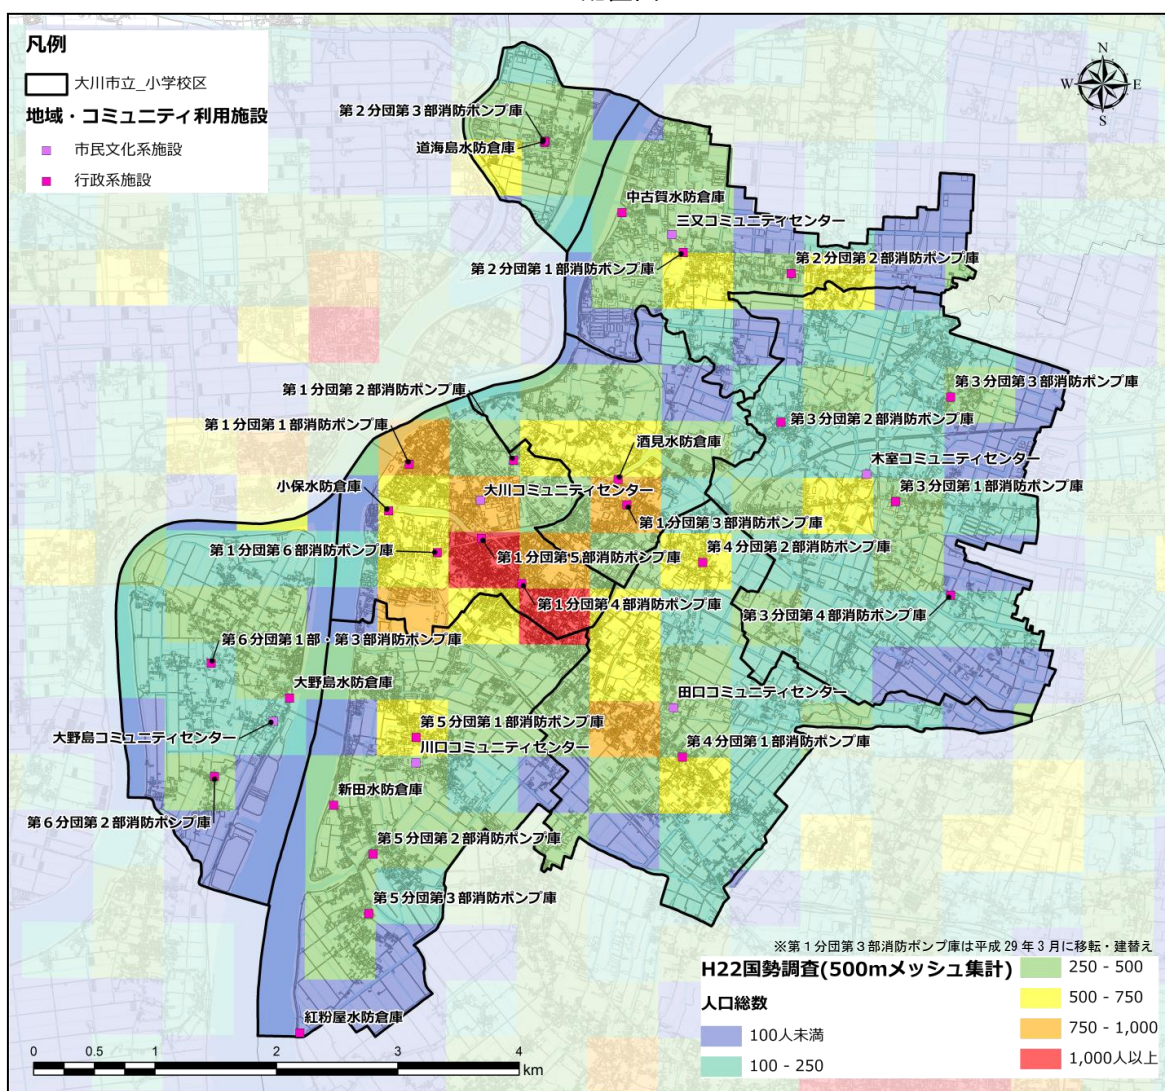 凡例
大川市立_小学校区
地域・コミュニティ利用施設
市民文化系施設
行政系施設
N
W
E
S
第２分団第３部消防ポンプ庫
道海島水防倉庫
中古賀水防倉庫
三又コミュニティセンター
第２分団第１部消防ポンプ庫
第２分団第２部消防ポンプ庫
第１分団第２部消防ポンプ庫
第３分団第３部消防ポンプ庫
第１分団第１部消防ポンプ庫
第３分団第２部消防ポンプ庫
酒見水防倉庫
木室コミュニティセンター
小保水防倉庫
大川コミュニティセンター
第３分団第１部消防ポンプ庫
第１分団第３部消防ポンプ庫
第１分団第６部消防ポンプ庫
第１分団第５部消防ポンプ庫
第４分団第２部消防ポンプ庫
第１分団第４部消防ポンプ庫
第３分団第４部消防ポンプ庫
第６分団第１部・第３部消防ポンプ庫
大野島水防倉庫
田口コミュニティセンター
大野島コミュニティセンター
第５分団第１部消防ポンプ庫
川口コミュニティセンター
第４分団第１部消防ポンプ庫
新田水防倉庫
第６分団第２部消防ポンプ庫
第５分団第２部消防ポンプ庫
第５分団第３部消防ポンプ庫
紅粉屋水防倉庫
※第１分団第３部消防ポンプ庫は平成 29 年 3 月に移転・建替え
H22国勢調査(500mメッシュ集計)
人口総数
100人未満
100 - 250
250 - 500
500 - 750
750 - 1,000
1,000人以上
0 0.5 1 2 3 4
km